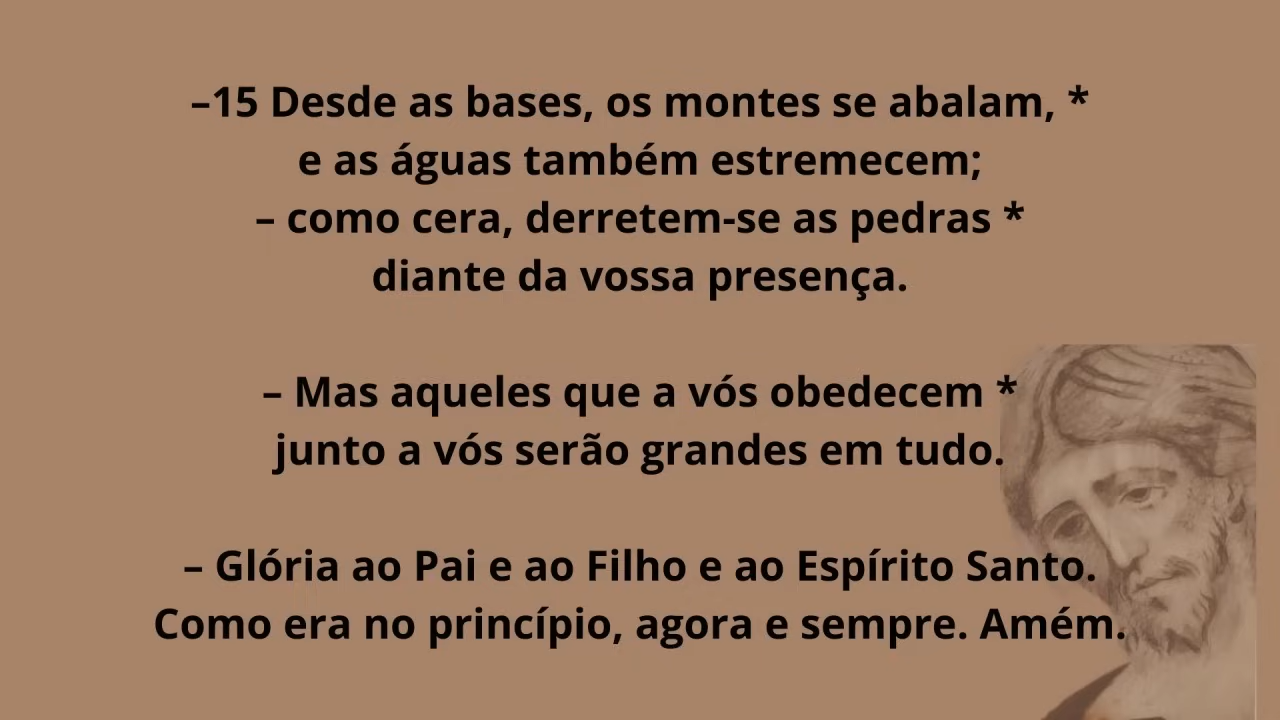 –15 Desde as bases, os montes se abalam, *
e as águas também estremecem;
– como cera, derretem-se as pedras *
diante da vossa presença.
– Mas aqueles que a vós obedecem *
junto a vós serão grandes em tudo.
– Glória ao Pai e ao Filho e ao Espírito Santo.
Como era no princípio, agora e sempre. Amém.